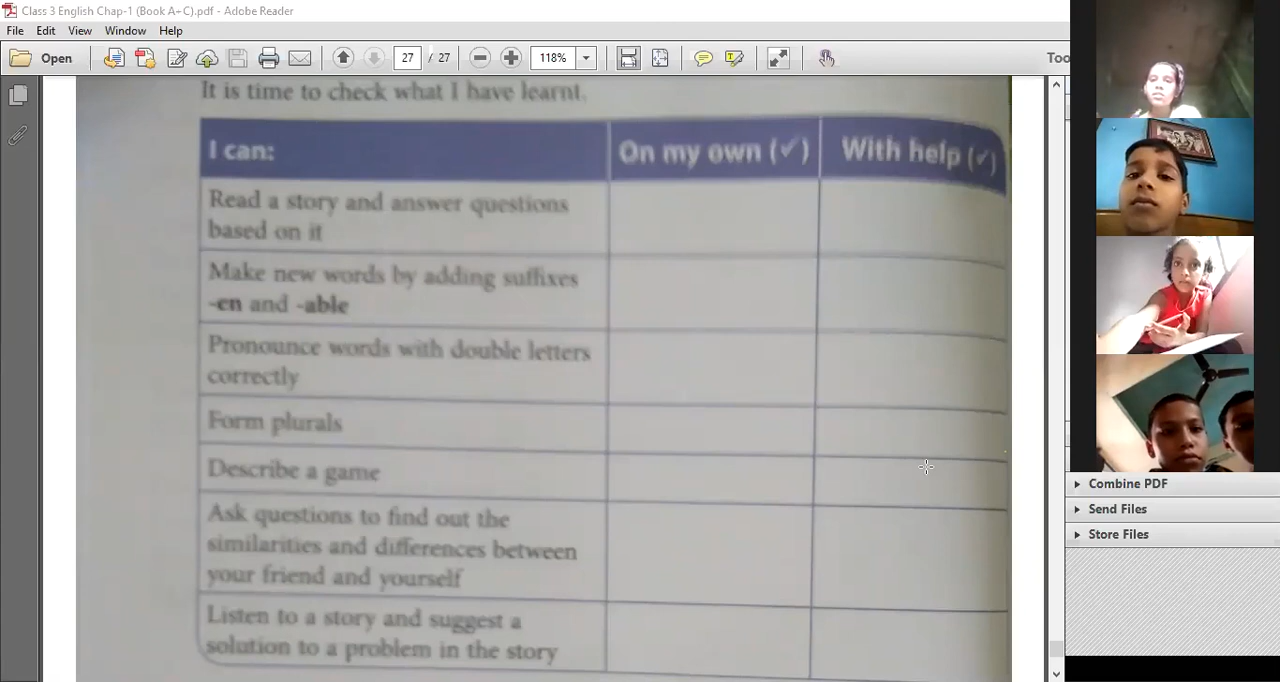 Class 3 English Chap-1 (Book A+C).pdf - Adobe Reader
File Edit View Window Help
Open 27 / 27 118% Too
It is time to check what I have learnt.
I can: On my own (✓) With help (✓)
Read a story and answer questions
based on it
Make new words by adding suffixes
-en and -able
Pronounce words with double letters
correctly
Form plurals
Describe a game
Ask questions to find out the
similarities and differences between
your friend and yourself
Listen to a story and suggest a
solution to a problem in the story
Combine PDF
Send Files
Store Files